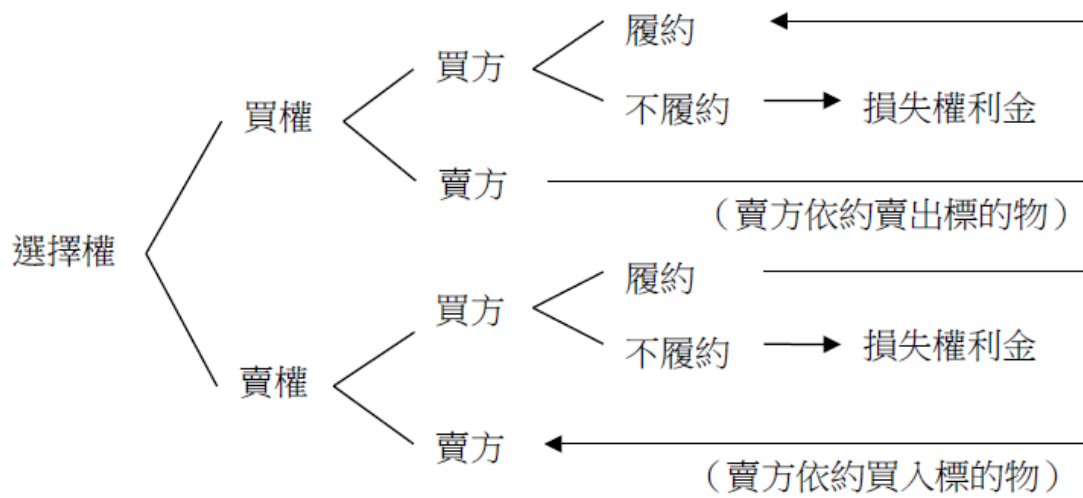 履約
買方
不履約 損失權利金
買權
賣方
（賣方依約賣出標的物）
選擇權
履約
買方
不履約 損失權利金
賣權
賣方
（賣方依約買入標的物）